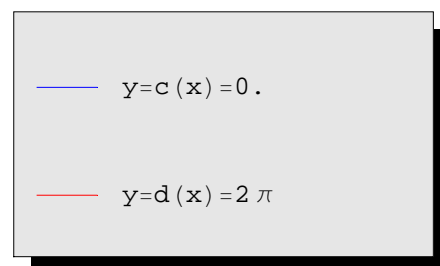 y=c(x)=0.
y=d(x)=2 π